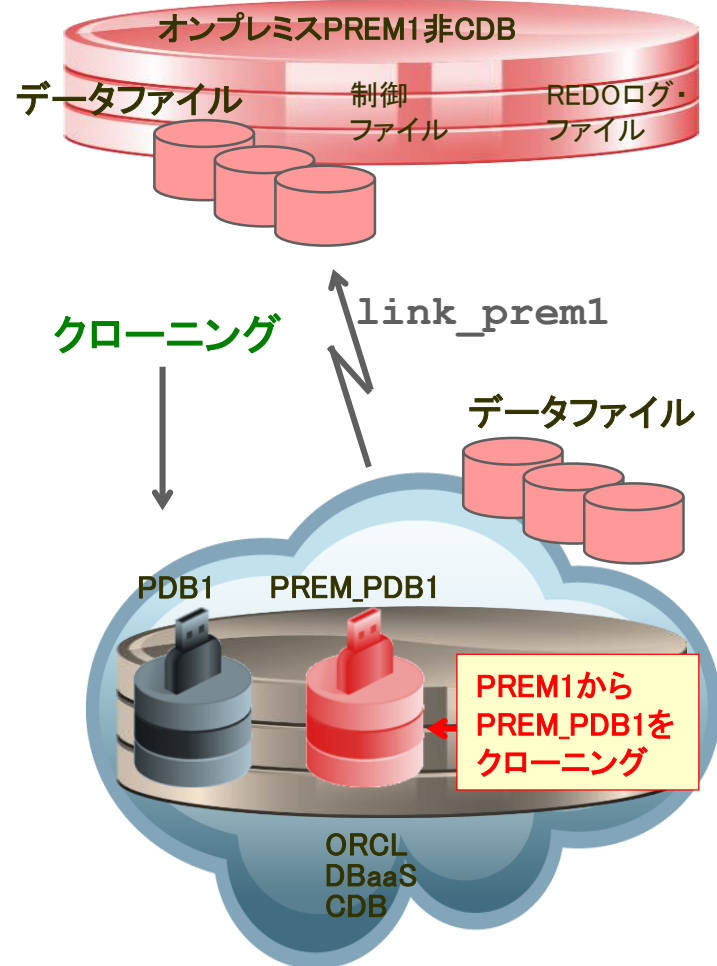 オンプレミスPREM1非CDB
データファイル
制御
ファイル
REDOログ・
ファイル
クローニング
link_prem1
データファイル
PDB1
PREM_PDB1
PREM1から
PREM_PDB1を
クローニング
ORCL
DBaaS
CDB